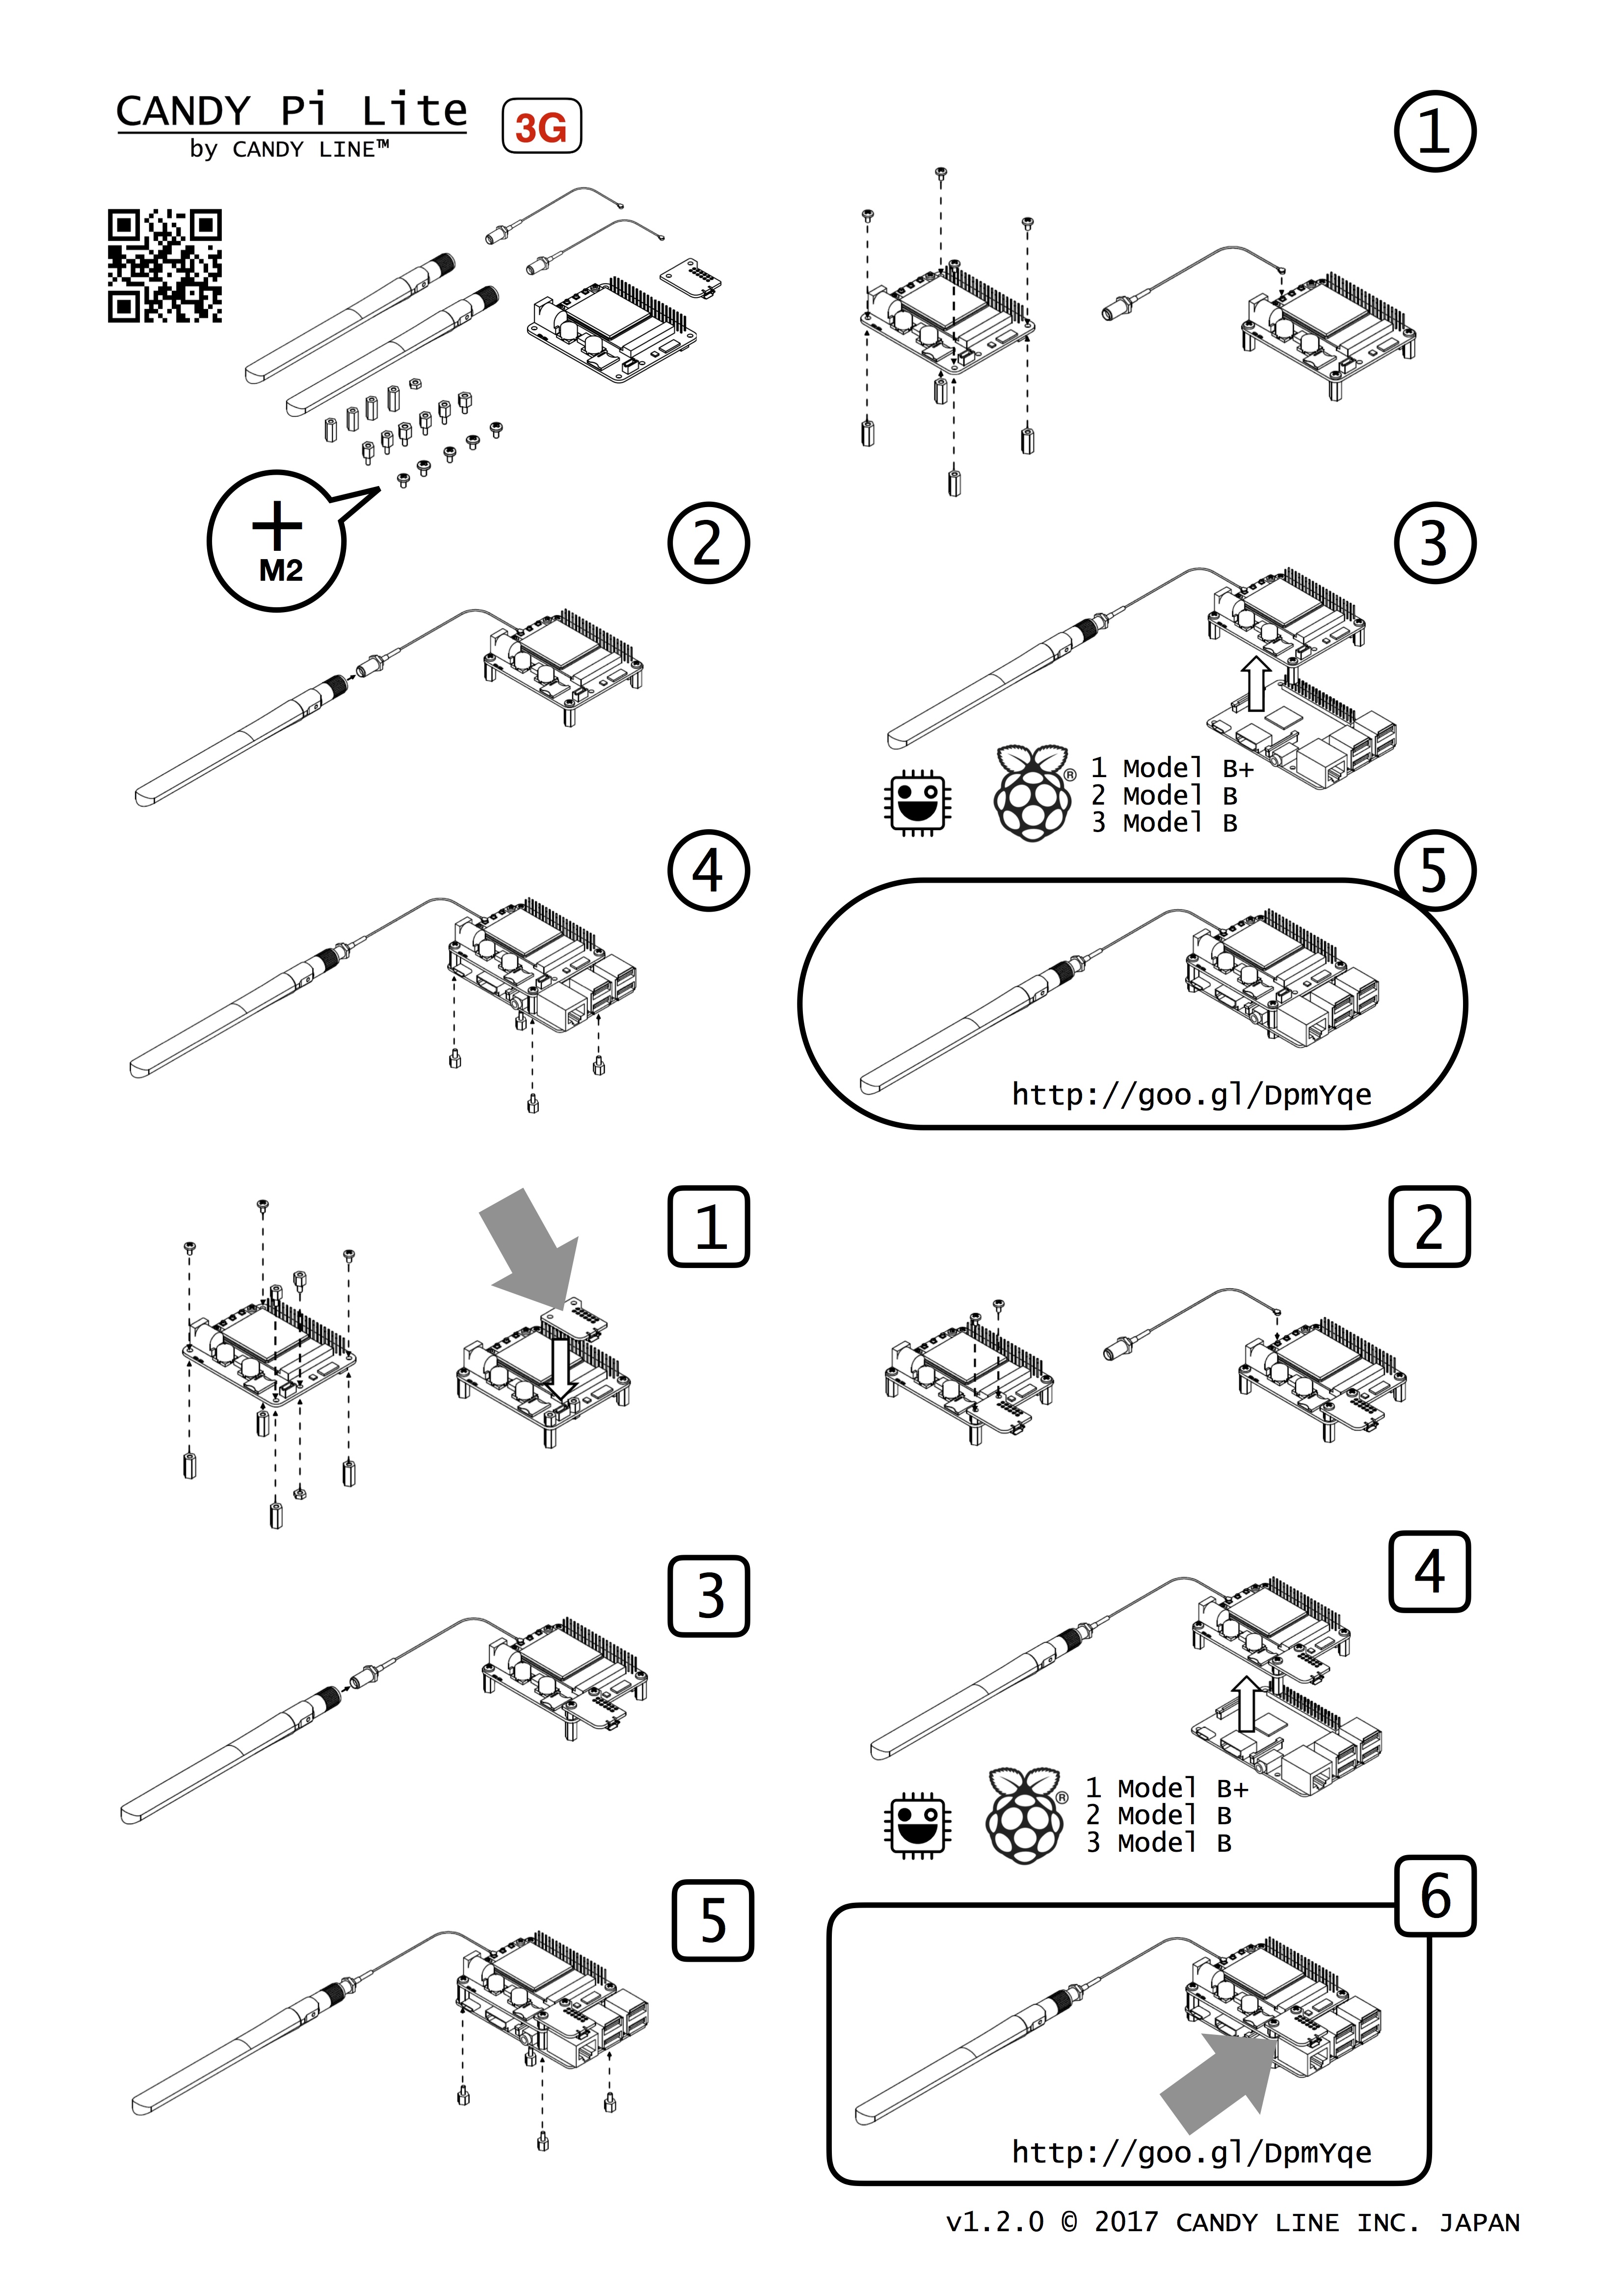 CANDY Pi Lite
by CANDY LINE™
3G
1
M2
2
3
1 Model B+
2 Model B
3 Model B
®
4
5
http://goo.gl/DpmYqe
1
2
3
4
1 Model B+
2 Model B
3 Model B
®
5
6
http://goo.gl/DpmYqe
v1.2.0 © 2017 CANDY LINE INC. JAPAN